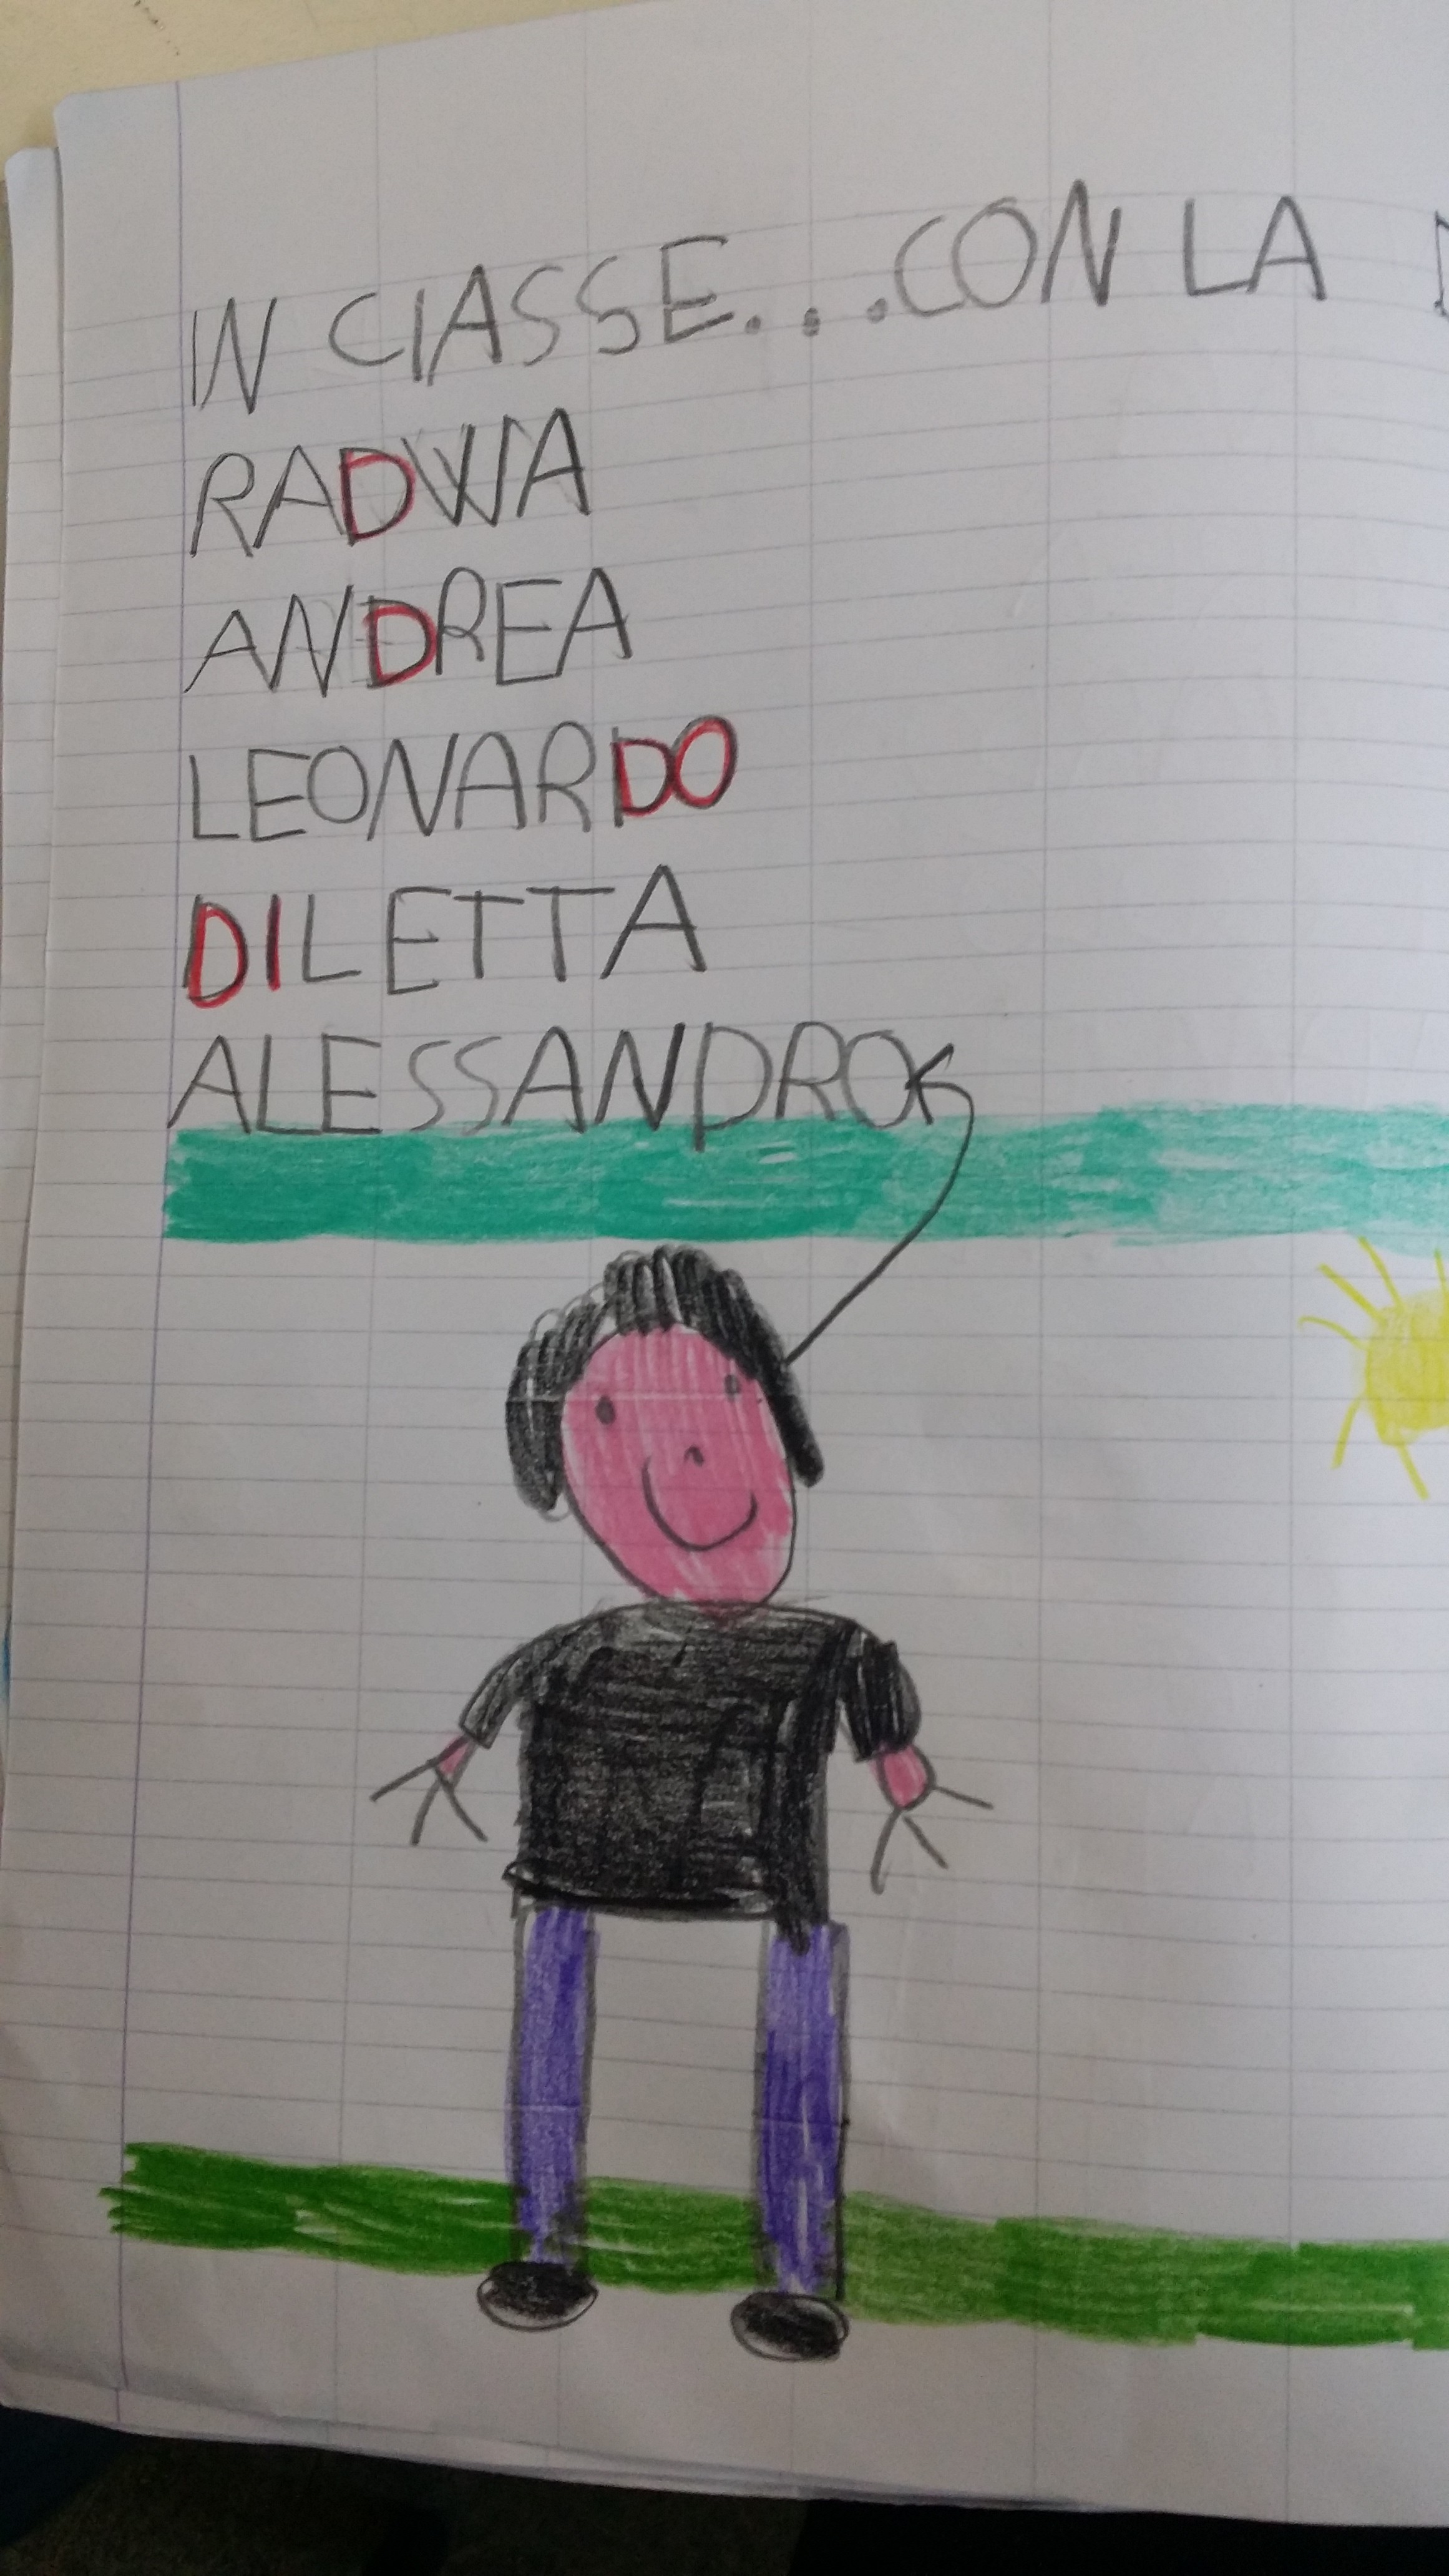 IN CLASSE...CON LA
RADWA
ANDREA
LEONARDO
DILETTA
ALESSANDRO